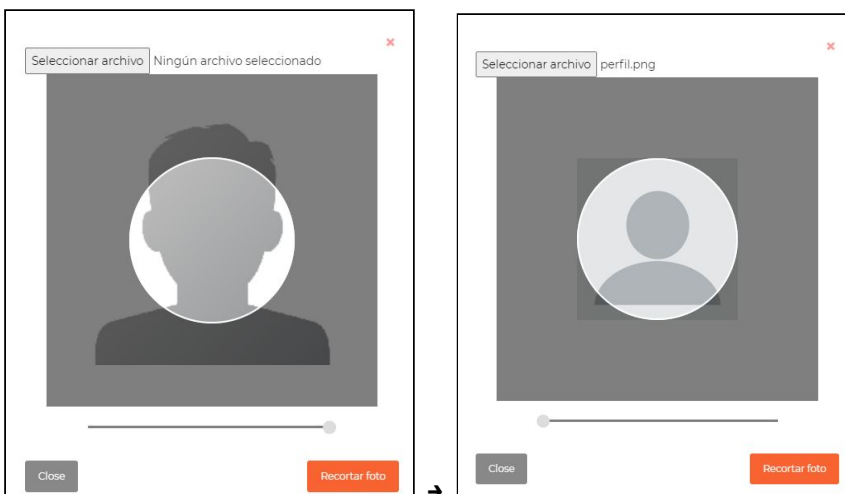 ×
Seleccionar archivo Ningún archivo seleccionado
Close Recortar foto
→
×
Seleccionar archivo perfil.png
Close Recortar foto